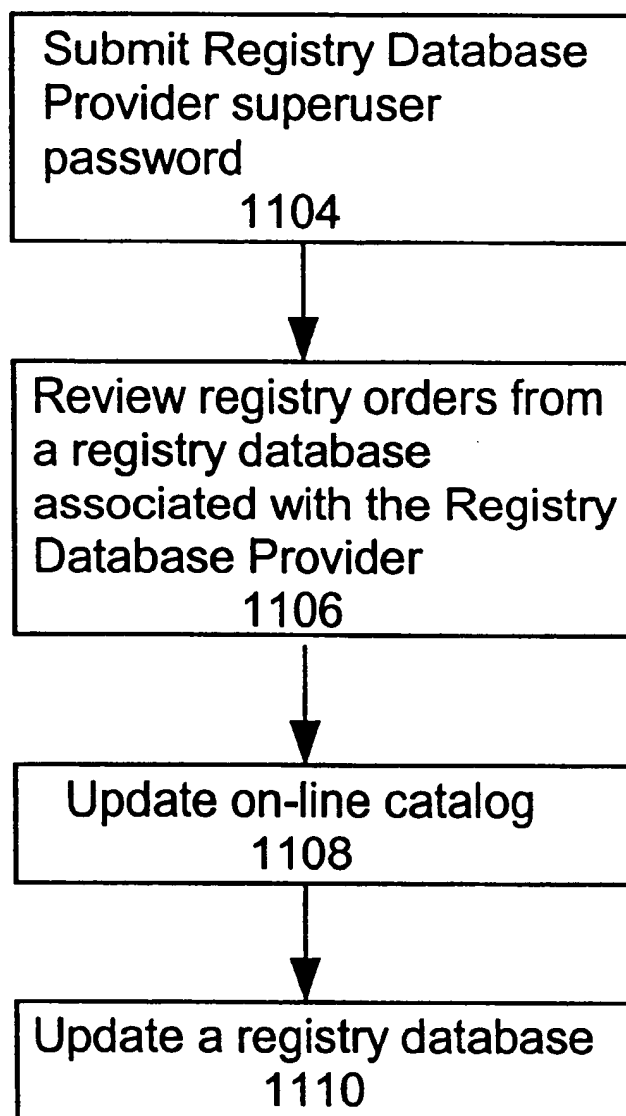 Submit Registry Database
Provider superuser
password
1104
Review registry orders from
a registry database
associated with the Registry
Database Provider
1106
Update on-line catalog
1108
Update a registry database
1110